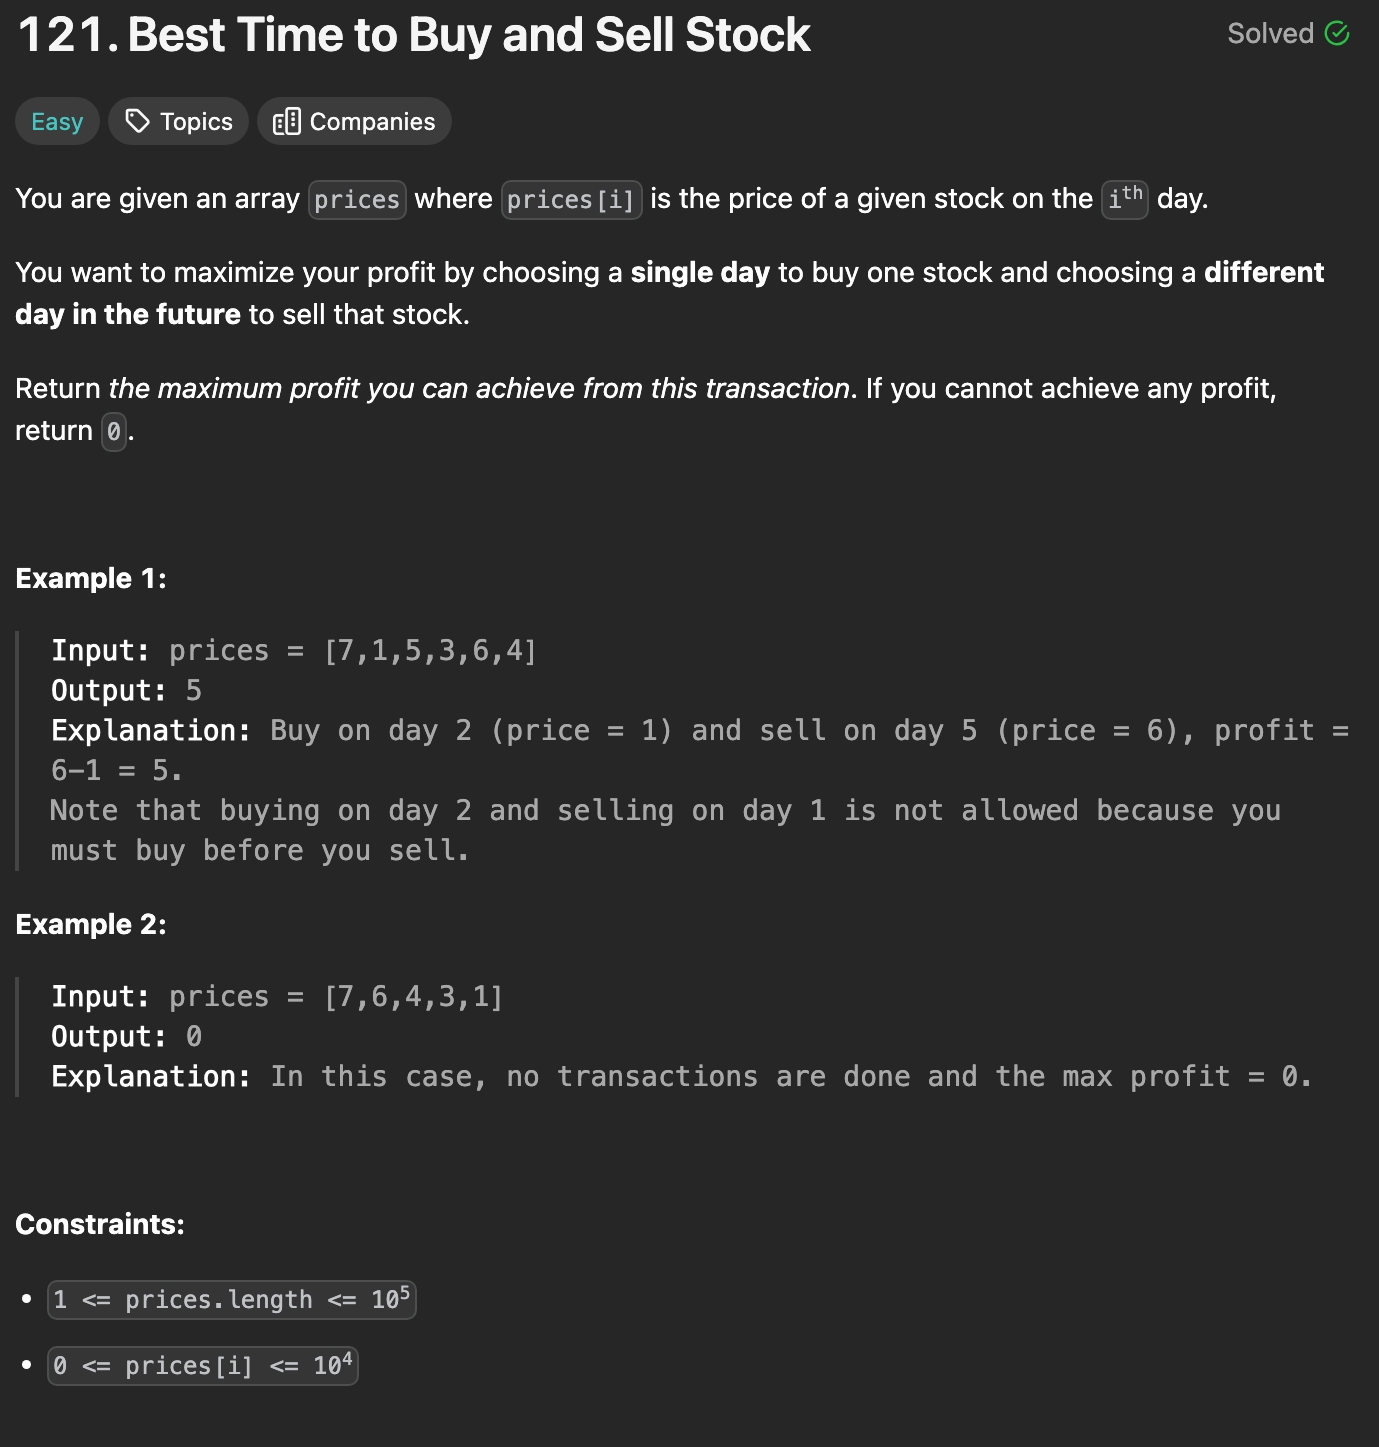 121. Best Time to Buy and Sell Stock
Solved
Easy
Topics
Companies
You are given an array prices where prices[i] is the price of a given stock on the iᵗʰ day.
You want to maximize your profit by choosing a single day to buy one stock and choosing a different
day in the future to sell that stock.
Return the maximum profit you can achieve from this transaction. If you cannot achieve any profit,
return 0.
Example 1:
Input: prices = [7,1,5,3,6,4]
Output: 5
Explanation: Buy on day 2 (price = 1) and sell on day 5 (price = 6), profit =
6-1 = 5.
Note that buying on day 2 and selling on day 1 is not allowed because you
must buy before you sell.
Example 2:
Input: prices = [7,6,4,3,1]
Output: 0
Explanation: In this case, no transactions are done and the max profit = 0.
Constraints:
• 1 <= prices.length <= 10⁵
• 0 <= prices[i] <= 10⁴